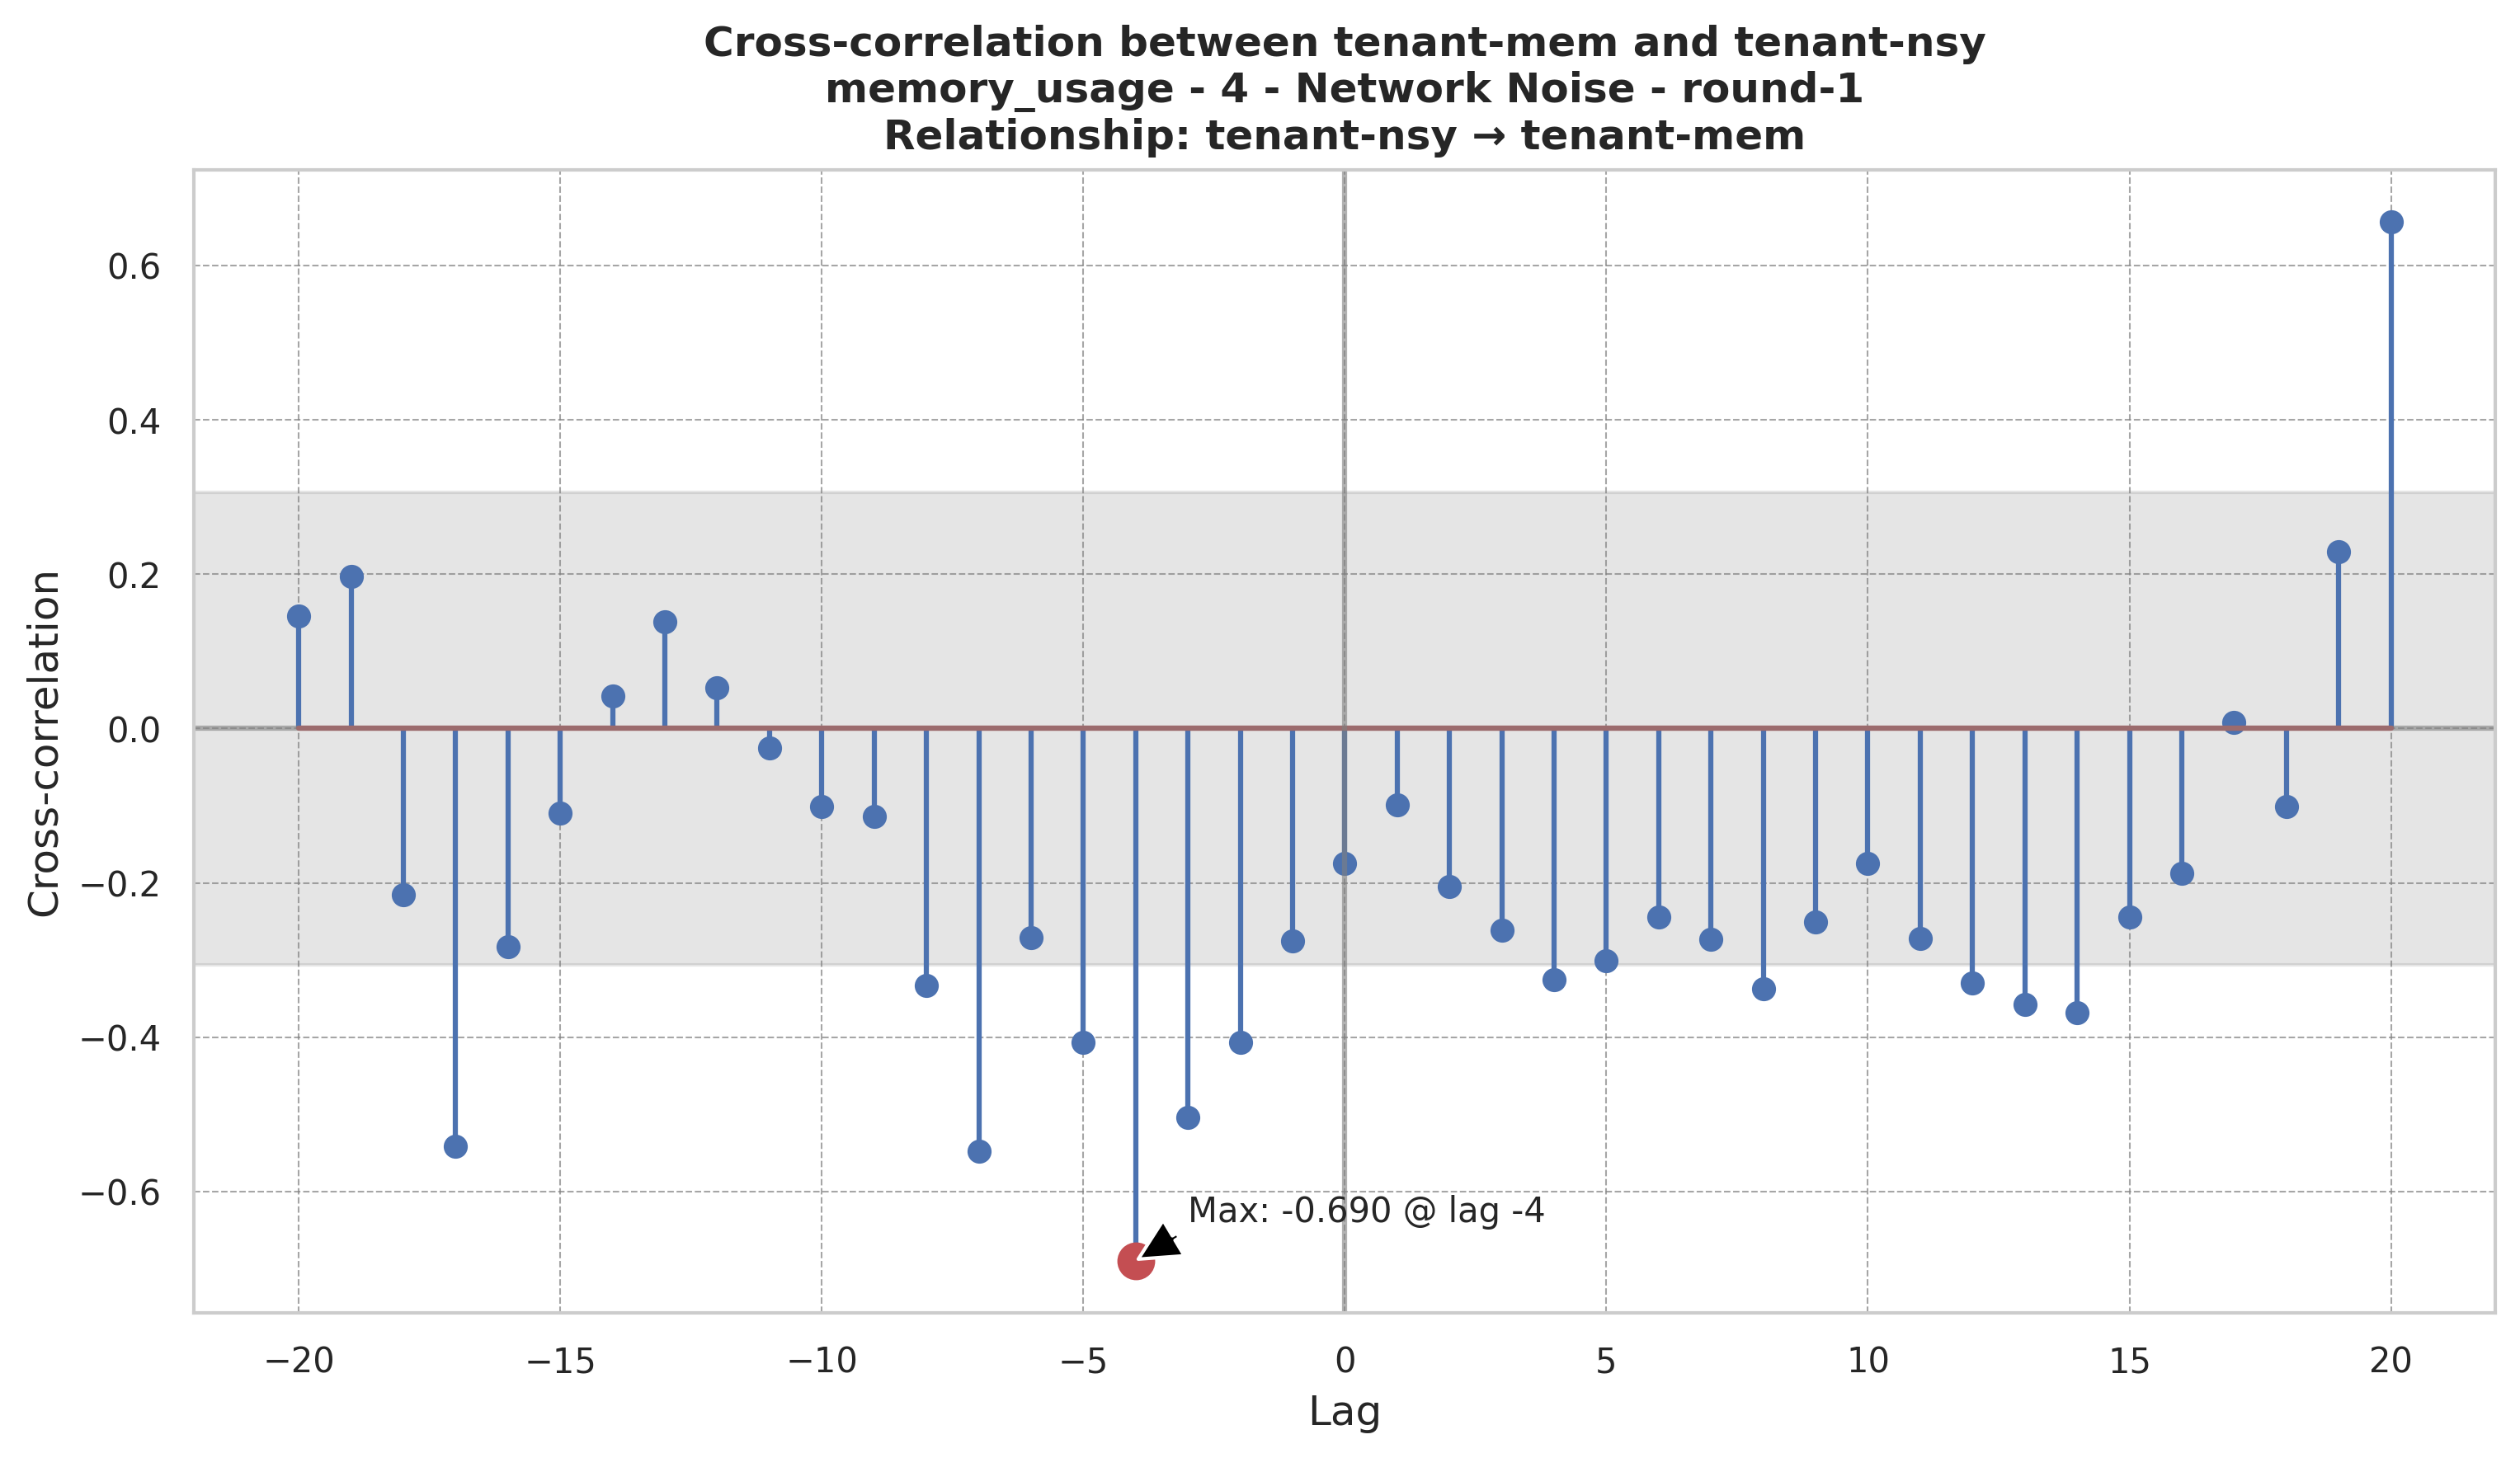 Cross-correlation between tenant-mem and tenant-nsy
memory_usage - 4 - Network Noise - round-1
Relationship: tenant-nsy → tenant-mem
Cross-correlation
0.6
0.4
0.2
0.0
−0.2
−0.4
−0.6
Max: -0.690 @ lag -4
−20
−15
−10
−5
0
5
10
15
20
Lag